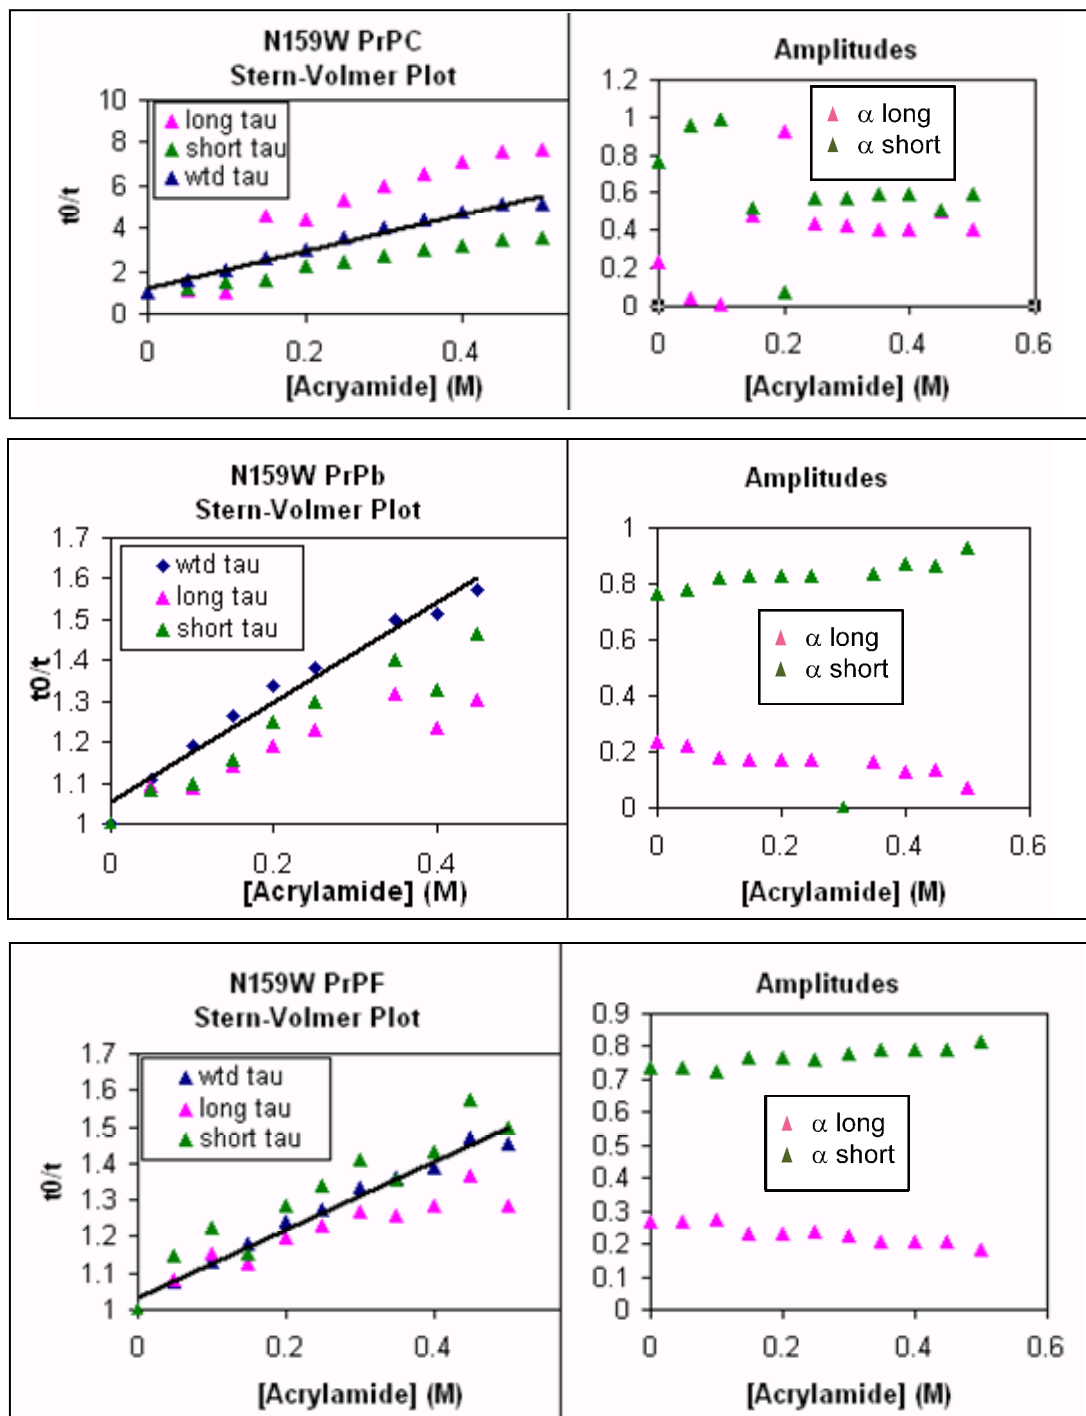 N159W PrPC
Stern-Volmer Plot
10
8
6
4
2
0
t0/t
long tau
short tau
wtd tau
0
0.2
0.4
[Acryamide] (M)
Amplitudes
1.2
1
0.8
0.6
0.4
0.2
0
α long
α short
0
0.2
0.4
0.6
[Acrylamide] (M)
N159W PrPb
Stern-Volmer Plot
1.7
1.6
1.5
1.4
1.3
1.2
1.1
1
t0/t
wtd tau
long tau
short tau
0
0.2
0.4
[Acrylamide] (M)
Amplitudes
1
0.8
0.6
0.4
0.2
0
α long
α short
0
0.2
0.4
0.6
[Acrylamide] (M)
N159W PrPF
Stern-Volmer Plot
1.7
1.6
1.5
1.4
1.3
1.2
1.1
1
t0/t
wtd tau
long tau
short tau
0
0.2
0.4
[Acrylamide] (M)
Amplitudes
0.9
0.8
0.7
0.6
0.5
0.4
0.3
0.2
0.1
0
α long
α short
0
0.2
0.4
0.6
[Acrylamide] (M)